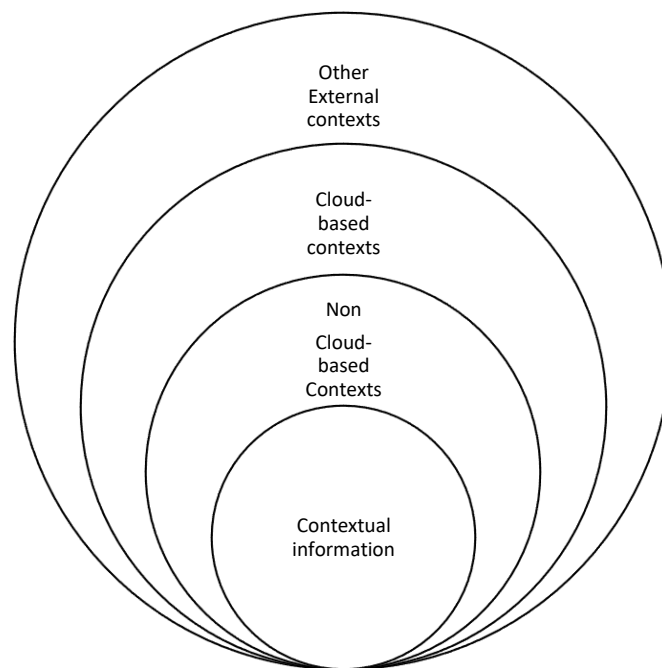 Other
External
contexts
Cloud-
based
contexts
Non
Cloud-
based
Contexts
Contextual
information